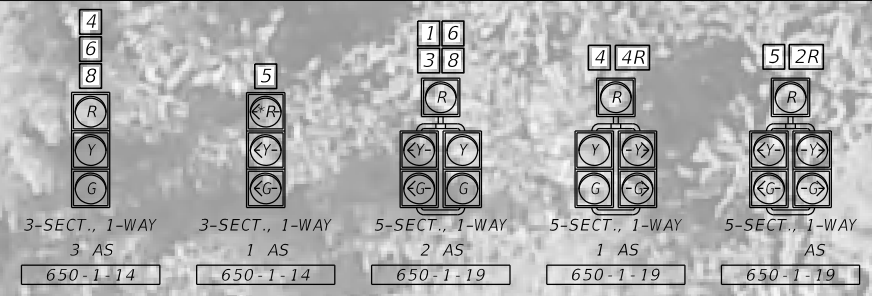 4
6
8
R
Y
G
3-SECT., 1-WAY
3 AS
650-1-14
5
<*R-
<Y-
<G-
3-SECT., 1-WAY
1 AS
650-1-14
1 6
3 8
R
<Y- Y
<G- G
5-SECT., 1-WAY
2 AS
650-1-19
4 4R
R
Y -Y>
G -G>
5-SECT., 1-WAY
1 AS
650-1-19
5 2R
R
<Y- -Y>
<G- -G>
5-SECT., 1-WAY
AS
650-1-19